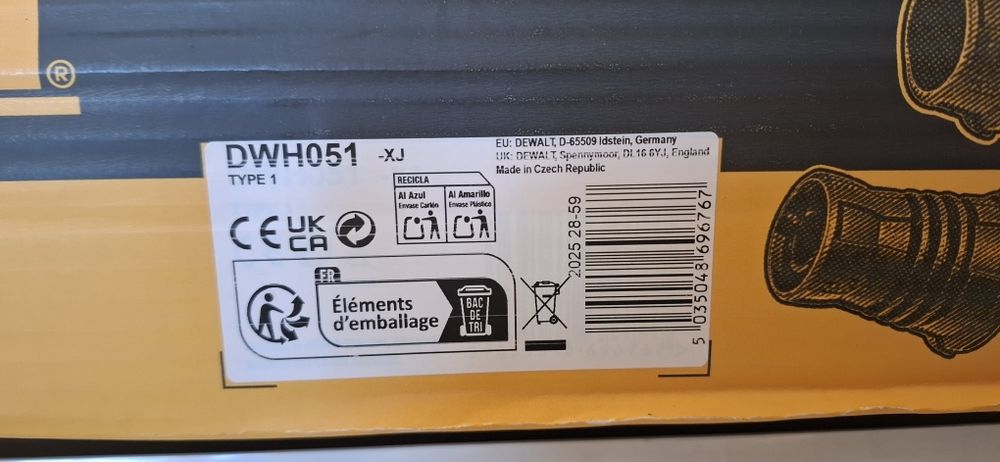 ®
DWH051 -XJ
TYPE 1
EU: DEWALT, D-65509 Idstein, Germany
UK: DEWALT, Spennymoor, DL16 6YJ, England
Made in Czech Republic
RECICLA
Al Azul
Envase Cartón
Al Amarillo
Envase Plástico
CE
UK
CA
FR
Éléments
d'emballage
BAC
DE
TRI
2025 28-59
5 035048 696767